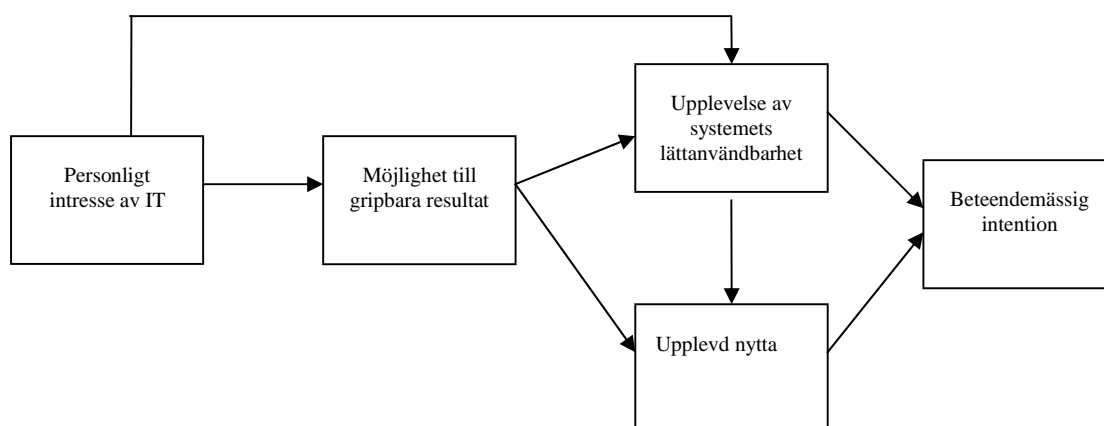 Personligt
intresse av IT
Möjlighet till
gripbara resultat
Upplevelse av
systemets
lättanvändbarhet
Upplevd nytta
Beteendemässig
intention